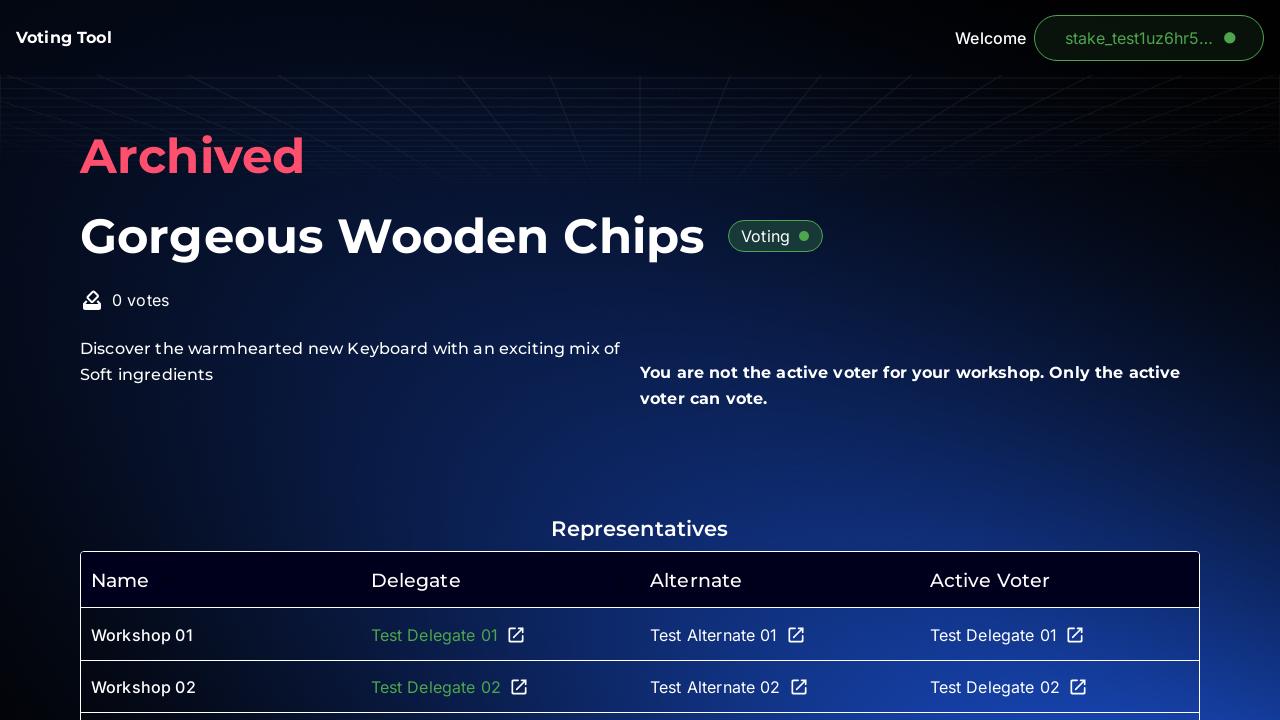 Voting Tool
Welcome
stake_test1uz6hr5...
Archived
Gorgeous Wooden Chips
Voting
0 votes
Discover the warmhearted new Keyboard with an exciting mix of
Soft ingredients
You are not the active voter for your workshop. Only the active
voter can vote.
Representatives
Name Delegate Alternate Active Voter
Workshop 01 Test Delegate 01 Test Alternate 01 Test Delegate 01
Workshop 02 Test Delegate 02 Test Alternate 02 Test Delegate 02